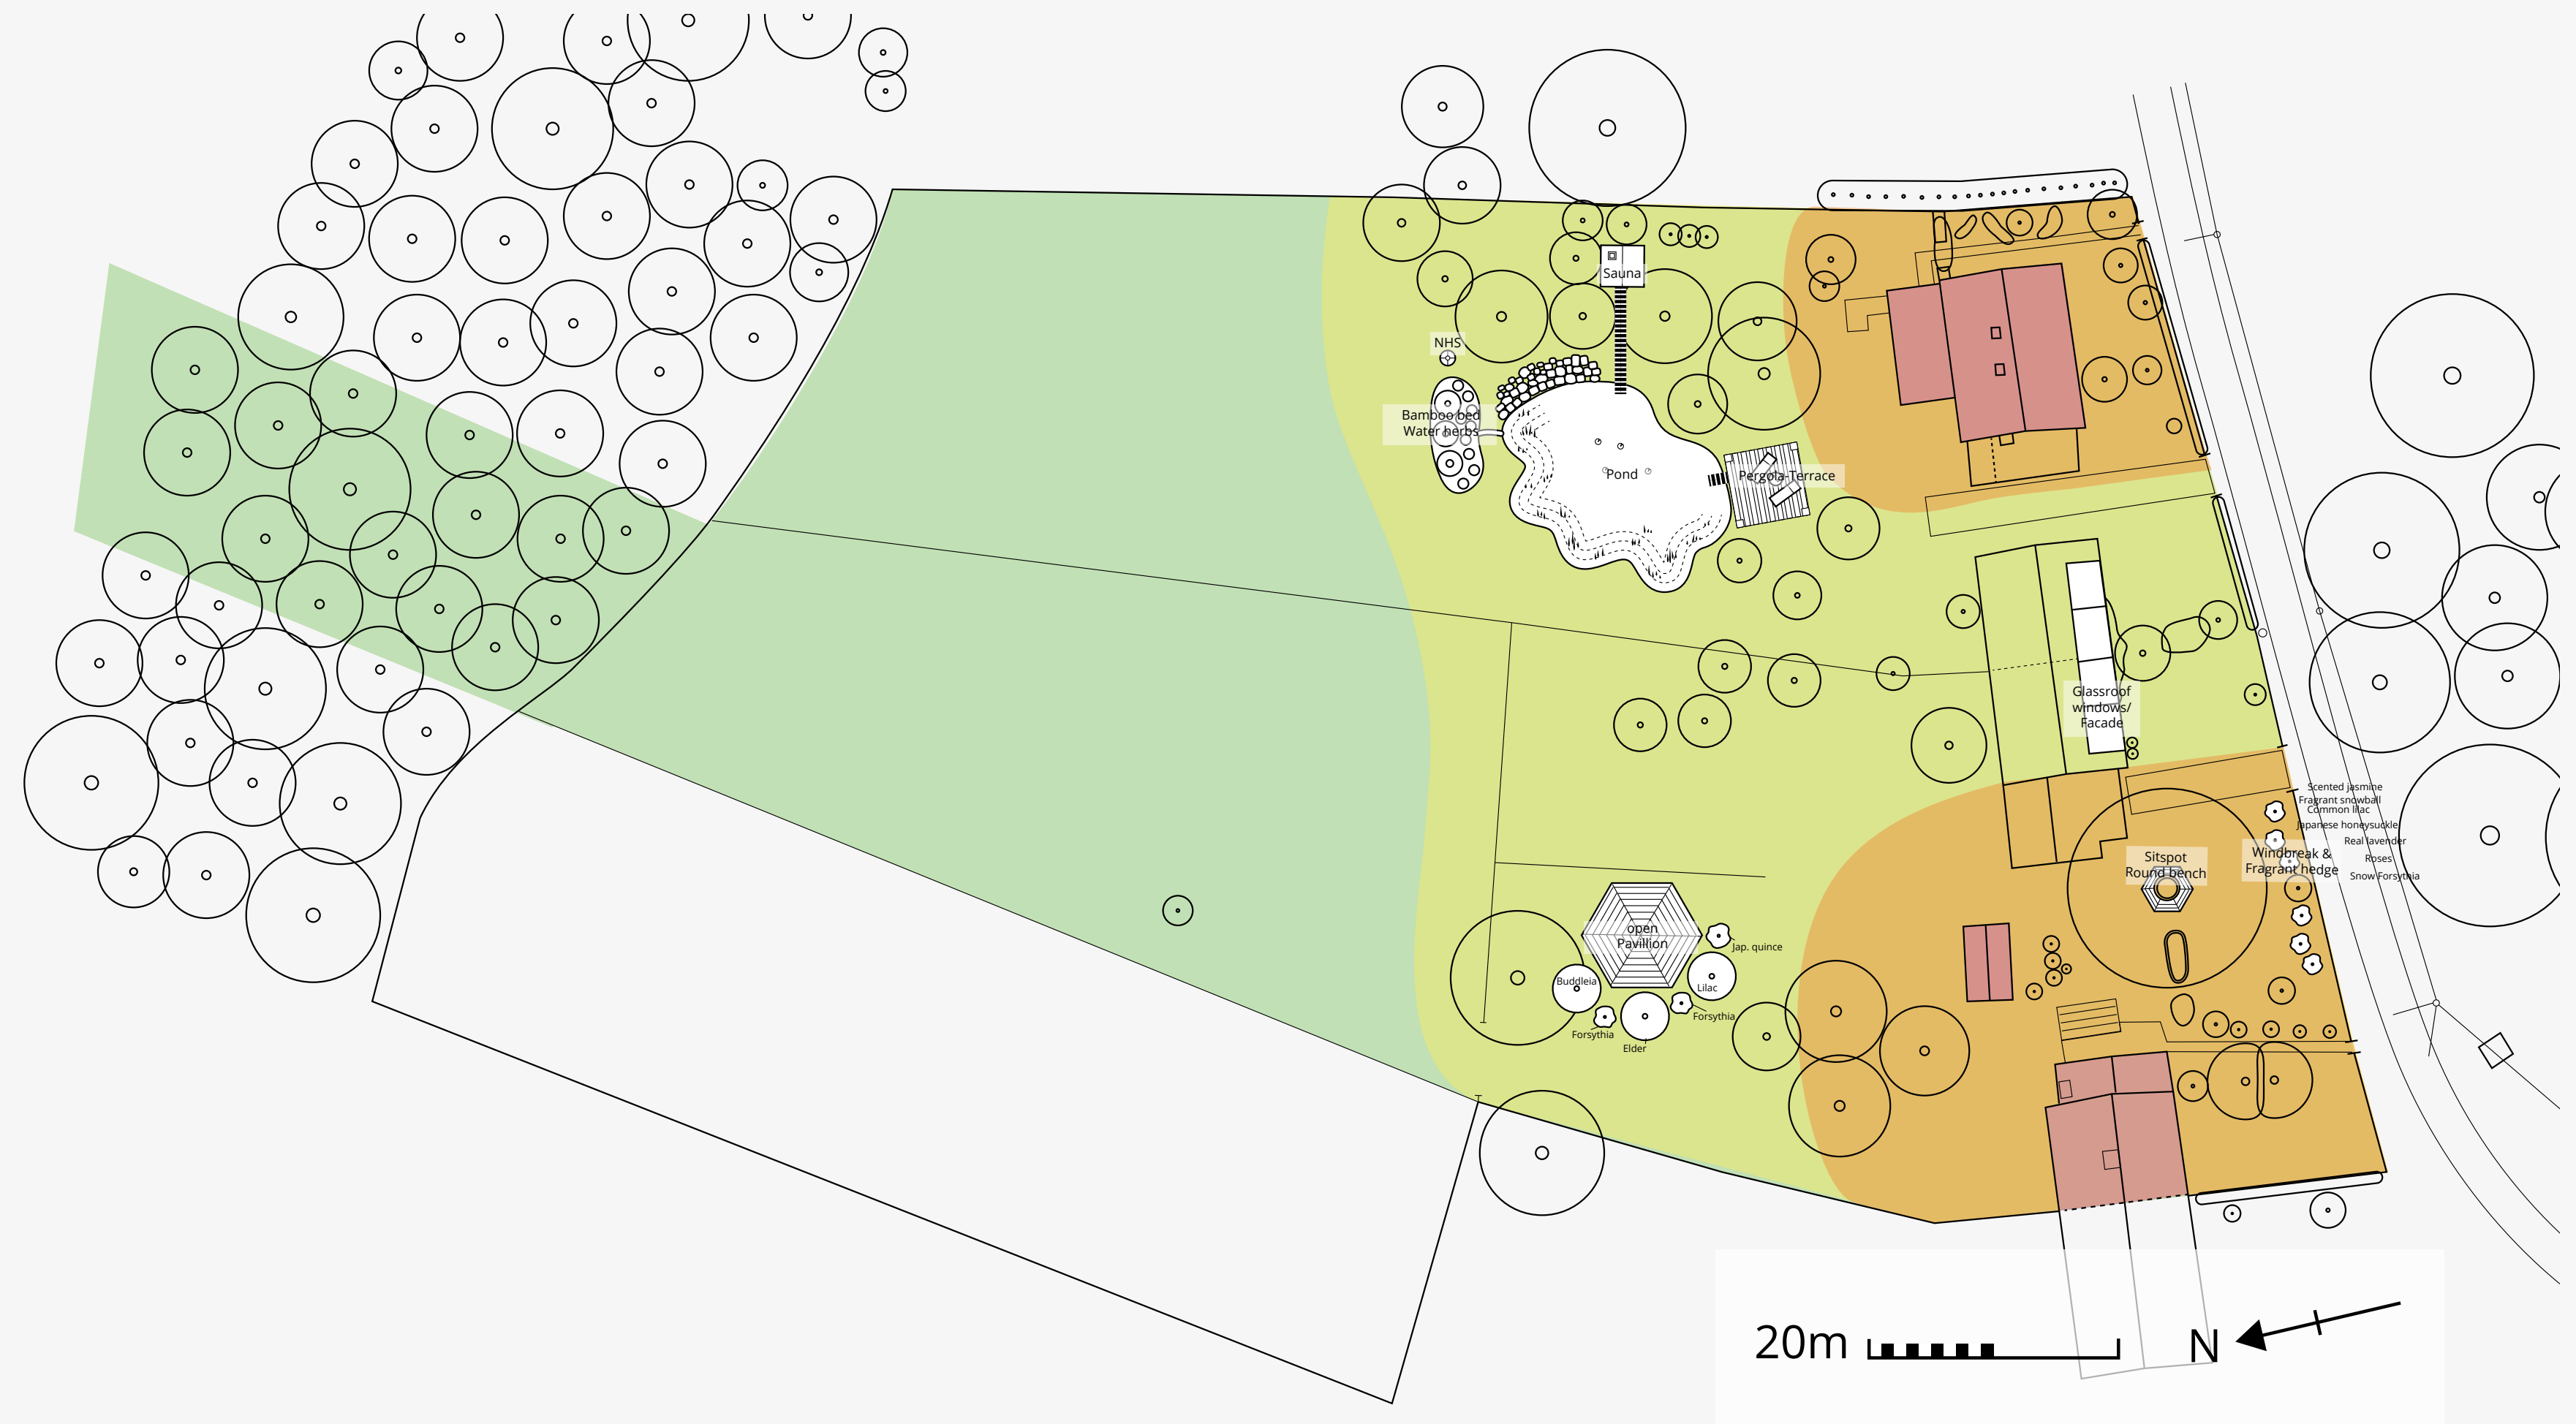 Sauna
NHS
Bamboo bed
Water herbs
Pond
Pergola-Terrace
Glassroof
windows/
Facade
Scented jasmine
Fragrant snowball
Common lilac
Japanese honeysuckle
Real lavender
Roses
Snow Forsythia
Windbreak &
Fragrant hedge
Sitspot
Round bench
open
Pavillion
Jap. quince
Buddleia
Lilac
Forsythia
Forsythia
Elder
20m
N